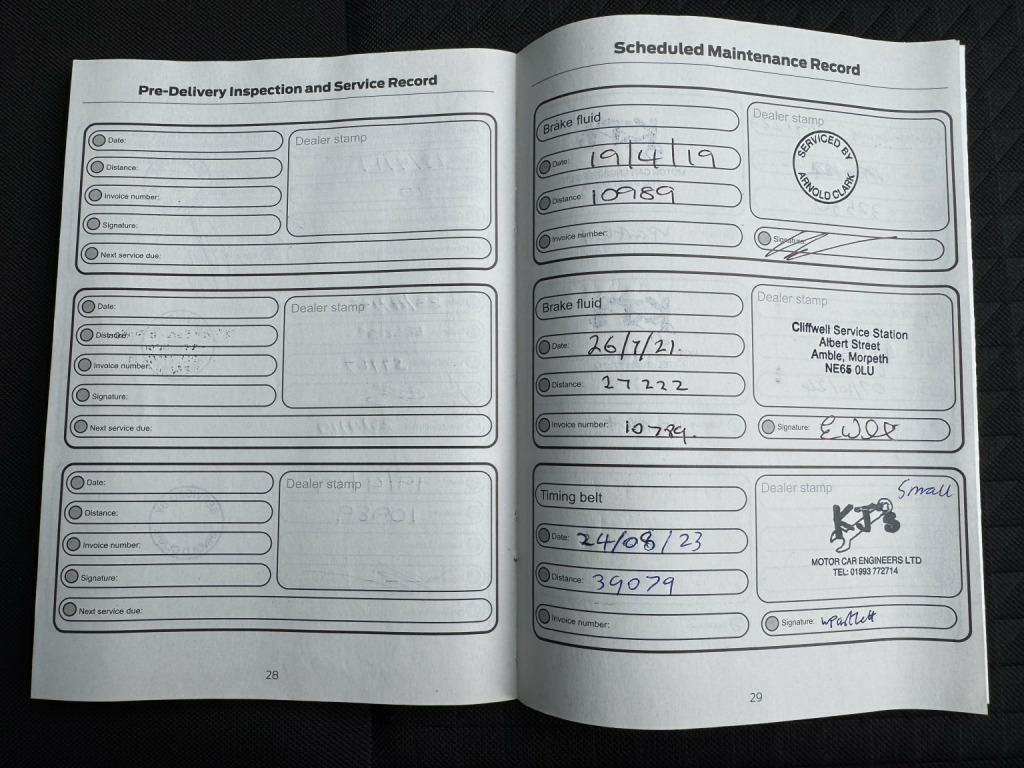 Pre-Delivery Inspection and Service Record
Date:
Distance:
Invoice number:
Signature:
Next service due:
Dealer stamp
Date:
Distance:
Invoice number:
Signature:
Next service due:
Dealer stamp
Date:
Distance:
Invoice number:
Signature:
Next service due:
Dealer stamp
28
Scheduled Maintenance Record
Brake fluid
Date: 19/4/19
Distance: 10989
Invoice number:
Dealer stamp
SERVICED BY
ARNOLD CLARK
Signature:
Brake fluid
Date: 26/7/21.
Distance: 27222
Invoice number: 10789.
Dealer stamp
Cliffwell Service Station
Albert Street
Amble, Morpeth
NE65 0LU
Signature:
Timing belt
Date: 24/08/23
Distance: 39079
Invoice number:
Dealer stamp
Small
KJ's
MOTOR CAR ENGINEERS LTD
TEL: 01993 772714
Signature: WPartlett
29